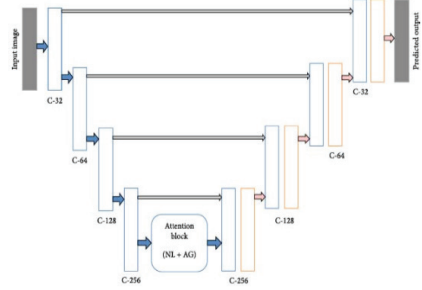 Input image
C-32
C-64
C-128
C-256
Attention
block
(NL + AG)
C-256
C-128
C-64
C-32
Predicted output